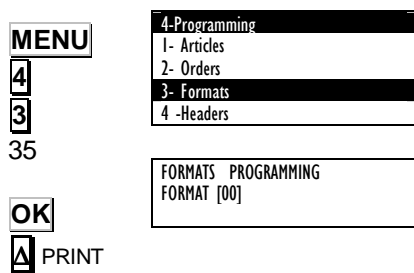 MENU
4
3
35
OK
PRINT
4-Programming
1- Articles
2- Orders
3- Formats
4 -Headers
FORMATS PROGRAMMING
FORMAT [00]